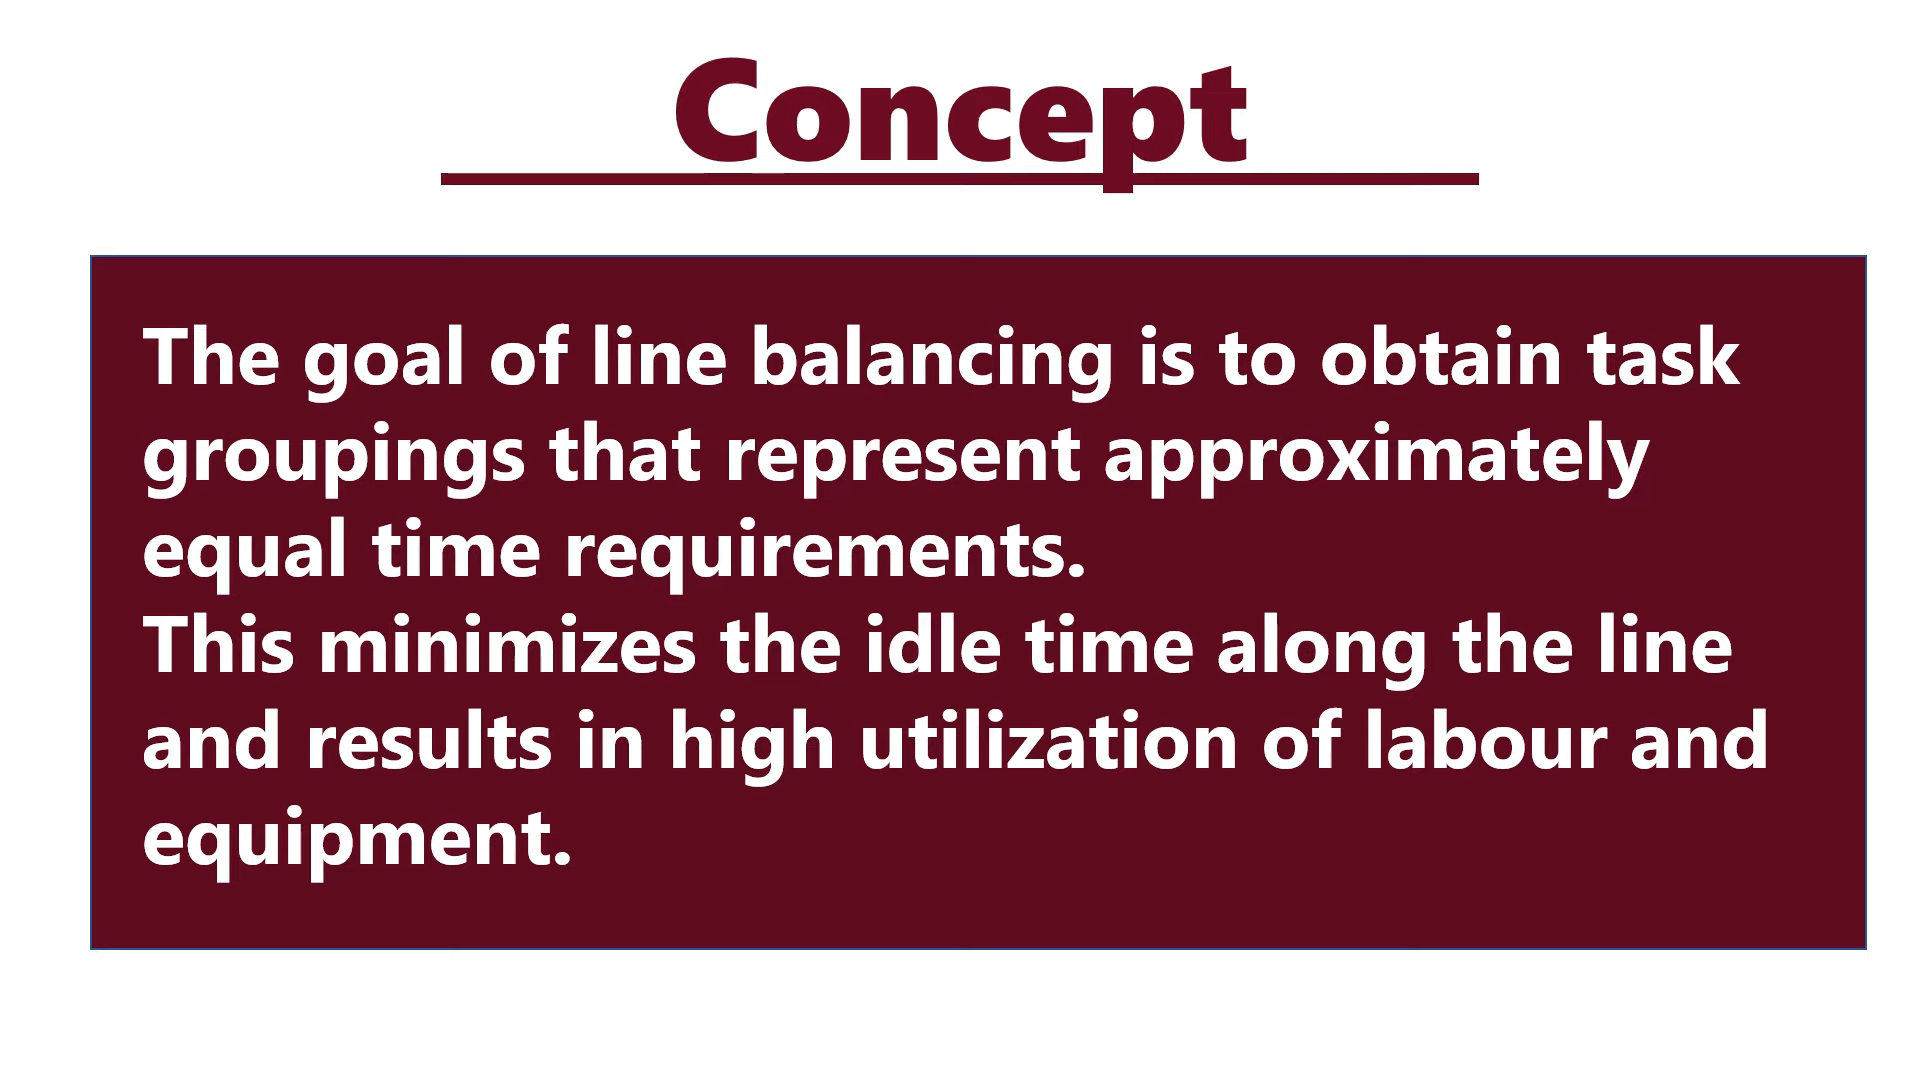 Concept
The goal of line balancing is to obtain task
groupings that represent approximately
equal time requirements.
This minimizes the idle time along the line
and results in high utilization of labour and
equipment.